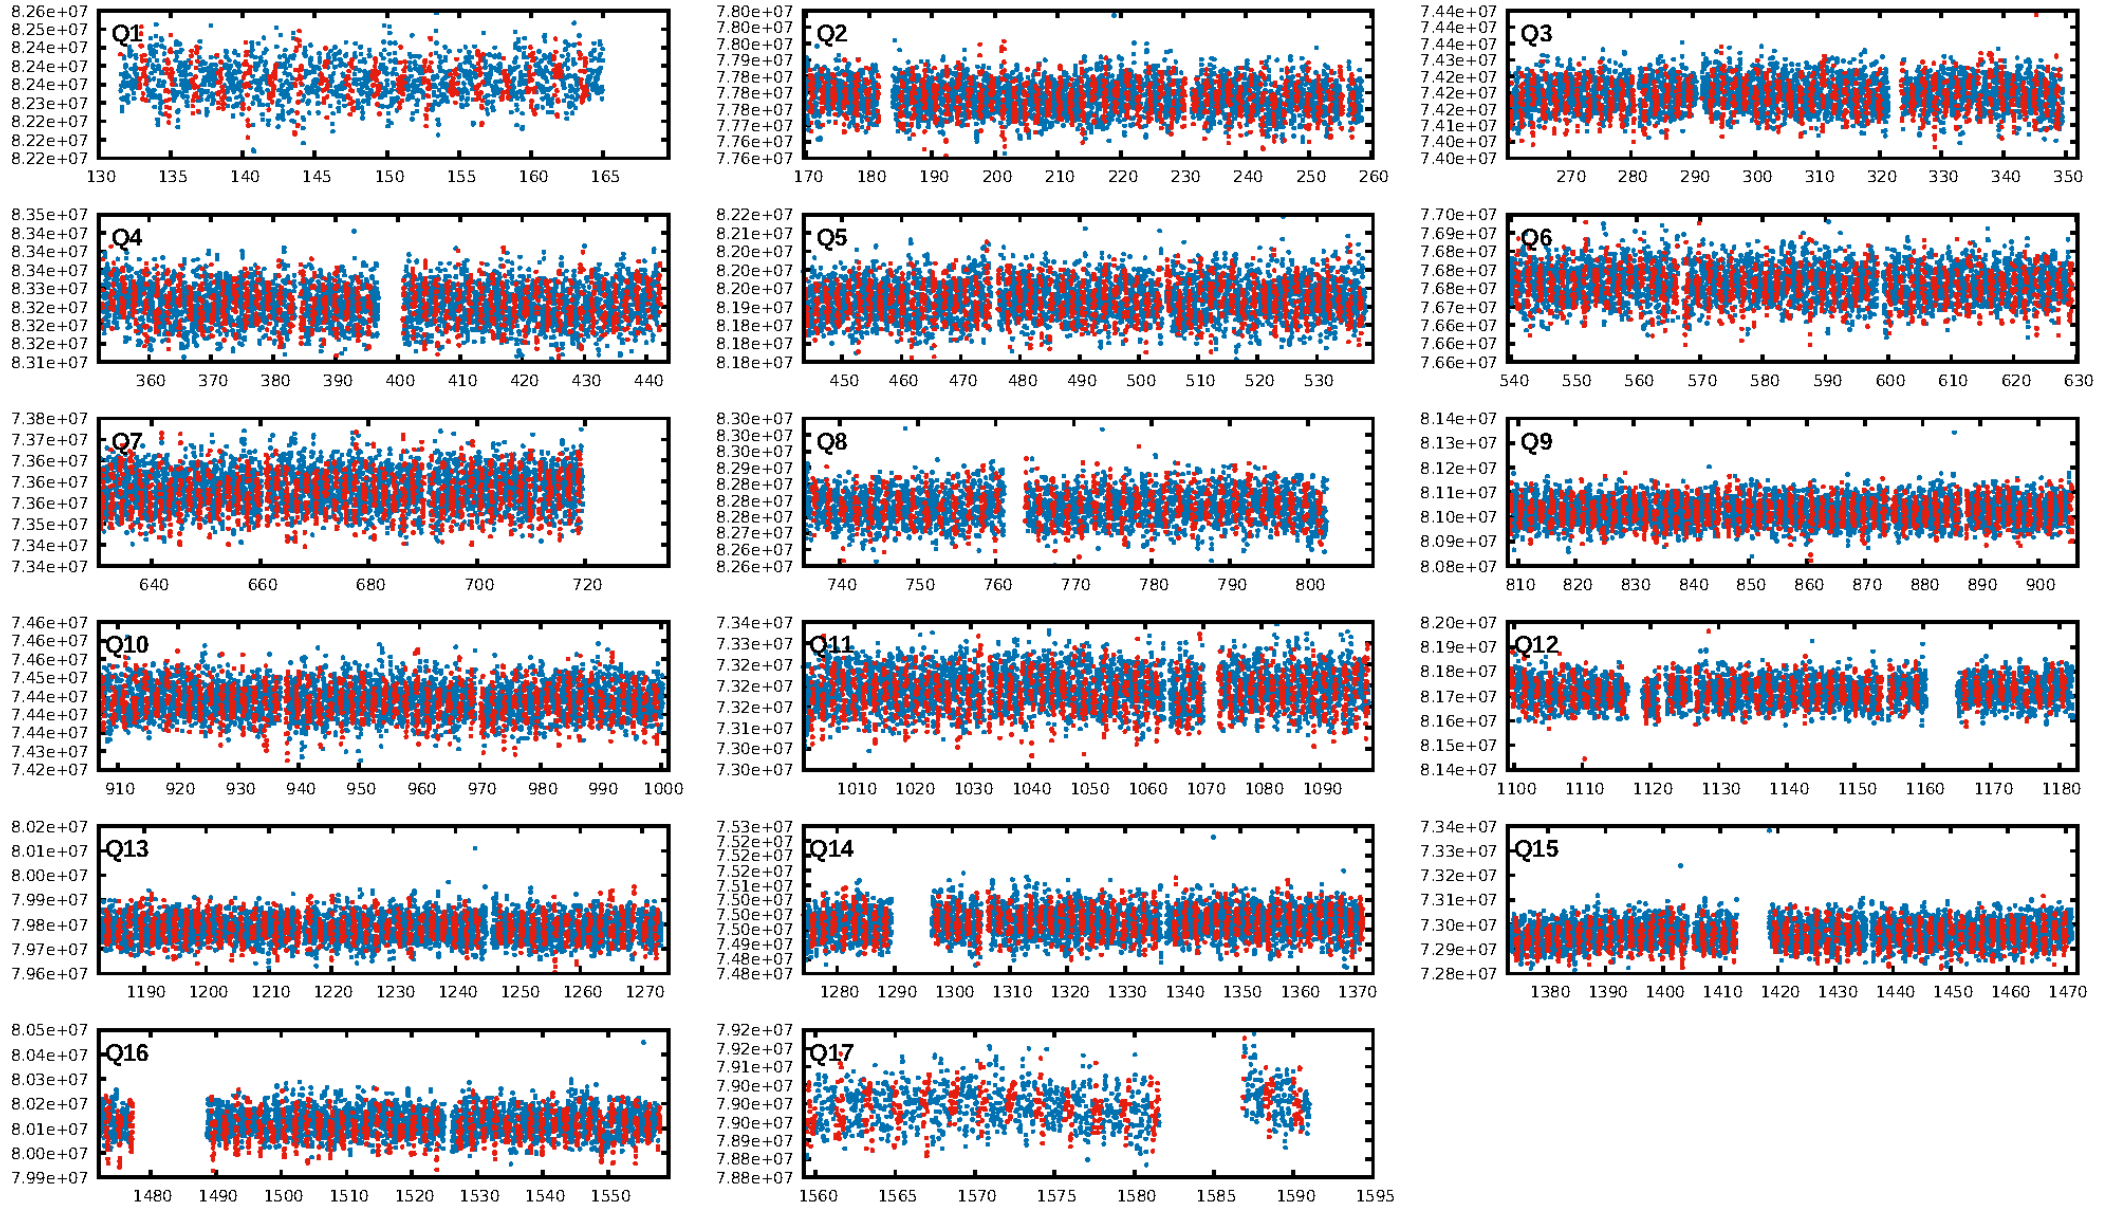 8.26e+07
8.25e+07
8.24e+07
8.24e+07
8.24e+07
8.23e+07
8.22e+07
8.22e+07
8.22e+07
Q1
130 135 140 145 150 155 160 165
7.80e+07
7.80e+07
7.79e+07
7.78e+07
7.78e+07
7.78e+07
7.77e+07
7.76e+07
7.76e+07
Q2
170 180 190 200 210 220 230 240 250 260
7.44e+07
7.44e+07
7.44e+07
7.43e+07
7.42e+07
7.42e+07
7.41e+07
7.40e+07
7.40e+07
Q3
270 280 290 300 310 320 330 340 350
8.35e+07
8.34e+07
8.34e+07
8.34e+07
8.33e+07
8.32e+07
8.32e+07
8.32e+07
8.31e+07
Q4
360 370 380 390 400 410 420 430 440
8.22e+07
8.21e+07
8.20e+07
8.20e+07
8.20e+07
8.19e+07
8.18e+07
8.18e+07
8.18e+07
Q5
450 460 470 480 490 500 510 520 530
7.70e+07
7.69e+07
7.68e+07
7.68e+07
7.68e+07
7.67e+07
7.66e+07
7.66e+07
7.66e+07
Q6
540 550 560 570 580 590 600 610 620 630
7.38e+07
7.37e+07
7.36e+07
7.36e+07
7.36e+07
7.35e+07
7.34e+07
7.34e+07
Q7
640 660 680 700 720
8.30e+07
8.30e+07
8.30e+07
8.29e+07
8.28e+07
8.28e+07
8.28e+07
8.27e+07
8.26e+07
8.26e+07
Q8
740 750 760 770 780 790 800
8.14e+07
8.13e+07
8.12e+07
8.11e+07
8.10e+07
8.09e+07
8.08e+07
Q9
810 820 830 840 850 860 870 880 890 900
7.46e+07
7.46e+07
7.46e+07
7.45e+07
7.44e+07
7.44e+07
7.44e+07
7.43e+07
7.42e+07
Q10
910 920 930 940 950 960 970 980 990 1000
7.34e+07
7.33e+07
7.32e+07
7.32e+07
7.32e+07
7.31e+07
7.30e+07
7.30e+07
Q11
1010 1020 1030 1040 1050 1060 1070 1080 1090
8.20e+07
8.19e+07
8.18e+07
8.17e+07
8.16e+07
8.15e+07
8.14e+07
Q12
1100 1110 1120 1130 1140 1150 1160 1170 1180
8.02e+07
8.01e+07
8.00e+07
7.99e+07
7.98e+07
7.97e+07
7.96e+07
Q13
1190 1200 1210 1220 1230 1240 1250 1260 1270
7.53e+07
7.52e+07
7.52e+07
7.52e+07
7.51e+07
7.50e+07
7.50e+07
7.50e+07
7.49e+07
7.48e+07
7.48e+07
Q14
1280 1290 1300 1310 1320 1330 1340 1350 1360 1370
7.34e+07
7.33e+07
7.32e+07
7.31e+07
7.30e+07
7.29e+07
7.28e+07
Q15
1380 1390 1400 1410 1420 1430 1440 1450 1460 1470
8.05e+07
8.04e+07
8.03e+07
8.02e+07
8.01e+07
8.00e+07
7.99e+07
Q16
1480 1490 1500 1510 1520 1530 1540 1550
7.92e+07
7.92e+07
7.91e+07
7.90e+07
7.90e+07
7.90e+07
7.89e+07
7.88e+07
7.88e+07
Q17
1560 1565 1570 1575 1580 1585 1590 1595